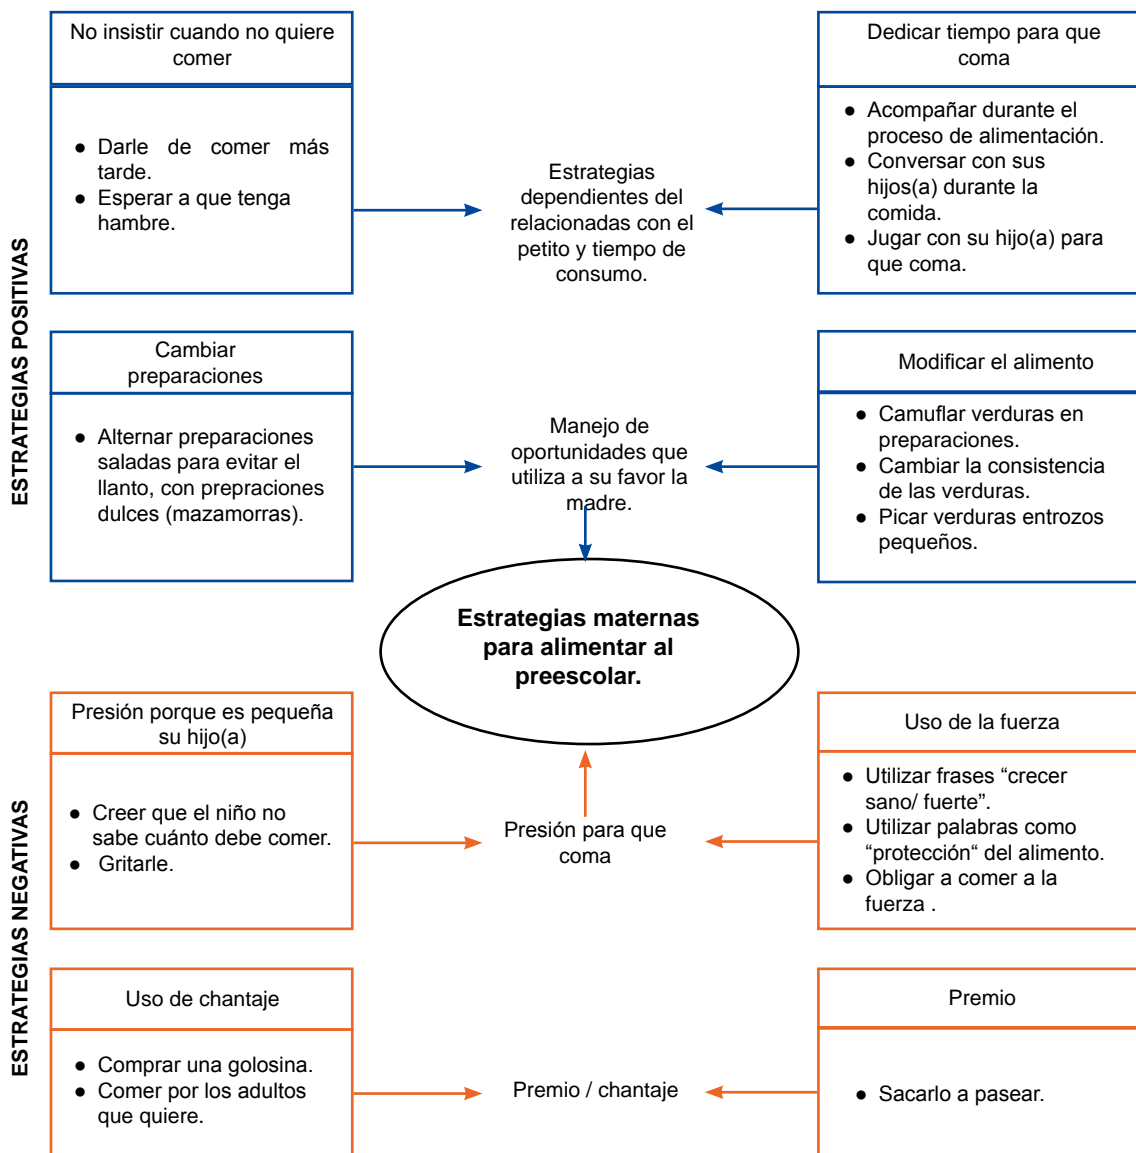 ESTRATEGIAS POSITIVAS
No insistir cuando no quiere
comer
● Darle de comer más
tarde.
● Esperar a que tenga
hambre.
Estrategias
dependientes del
relacionadas con el
petito y tiempo de
consumo.
Dedicar tiempo para que
coma
● Acompañar durante el
proceso de alimentación.
● Conversar con sus
hijos(a) durante la
comida.
● Jugar con su hijo(a) para
que coma.
Cambiar
preparaciones
● Alternar preparaciones
saladas para evitar el
llanto, con prepraciones
dulces (mazamorras).
Manejo de
oportunidades que
utiliza a su favor la
madre.
Modificar el alimento
● Camuflar verduras en
preparaciones.
● Cambiar la consistencia
de las verduras.
● Picar verduras entrozos
pequeños.
Estrategias maternas
para alimentar al
preescolar.
ESTRATEGIAS NEGATIVAS
Presión porque es pequeña
su hijo(a)
● Creer que el niño no
sabe cuánto debe comer.
● Gritarle.
Presión para que
coma
Uso de la fuerza
● Utilizar frases “crecer
sano/ fuerte”.
● Utilizar palabras como
“protección“ del alimento.
● Obligar a comer a la
fuerza .
Uso de chantaje
● Comprar una golosina.
● Comer por los adultos
que quiere.
Premio / chantaje
Premio
● Sacarlo a pasear.